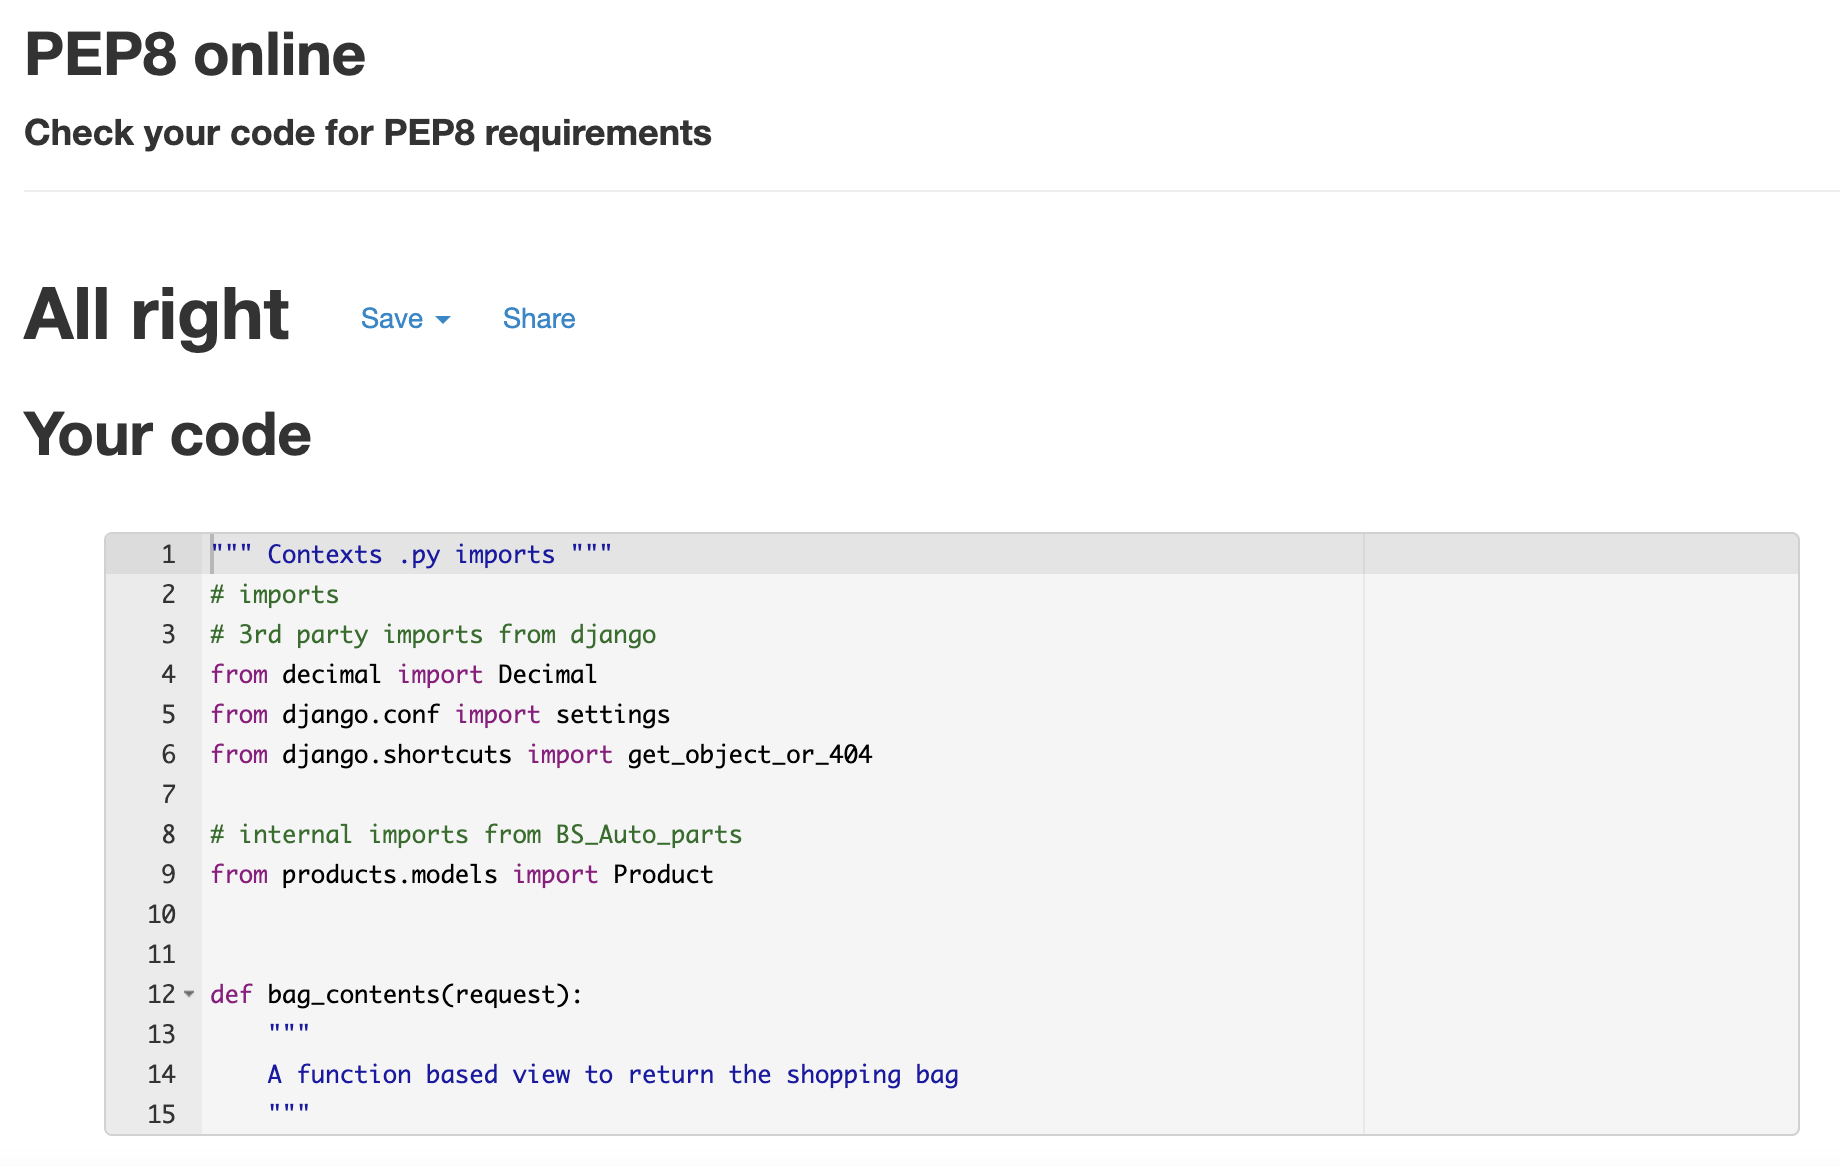 PEP8 online
Check your code for PEP8 requirements
All right Save Share
Your code
1 """ Contexts .py imports """
2 # imports
3 # 3rd party imports from django
4 from decimal import Decimal
5 from django.conf import settings
6 from django.shortcuts import get_object_or_404
7
8 # internal imports from BS_Auto_parts
9 from products.models import Product
10
11
12 def bag_contents(request):
13     """
14     A function based view to return the shopping bag
15     """